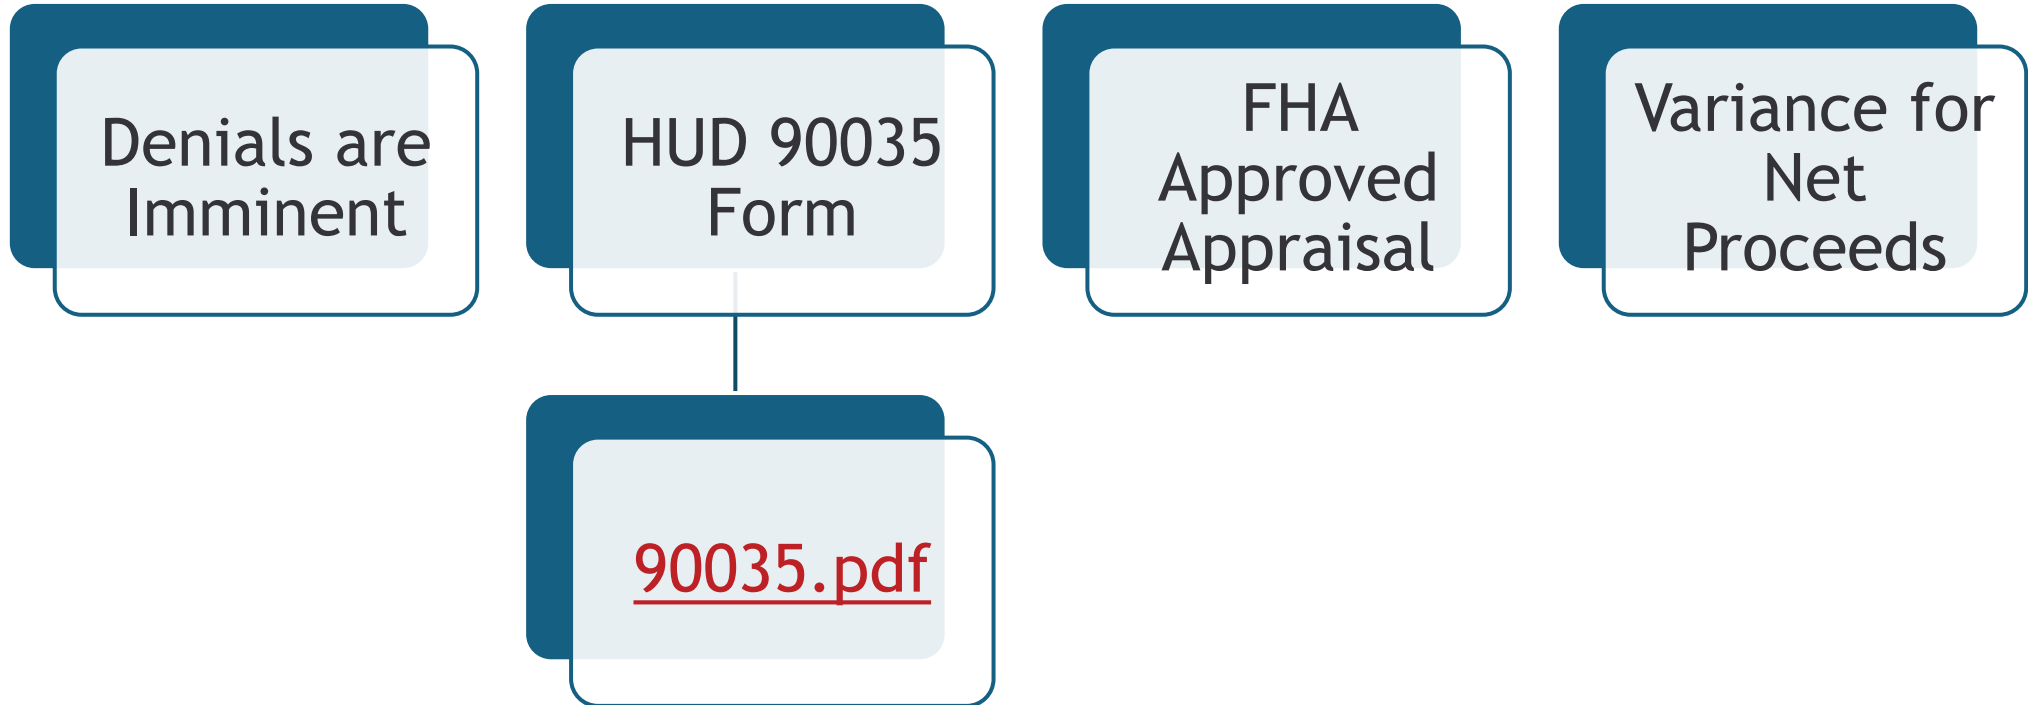 Denials are
Imminent
HUD 90035
Form
FHA
Approved
Appraisal
Variance for
Net
Proceeds
90035.pdf